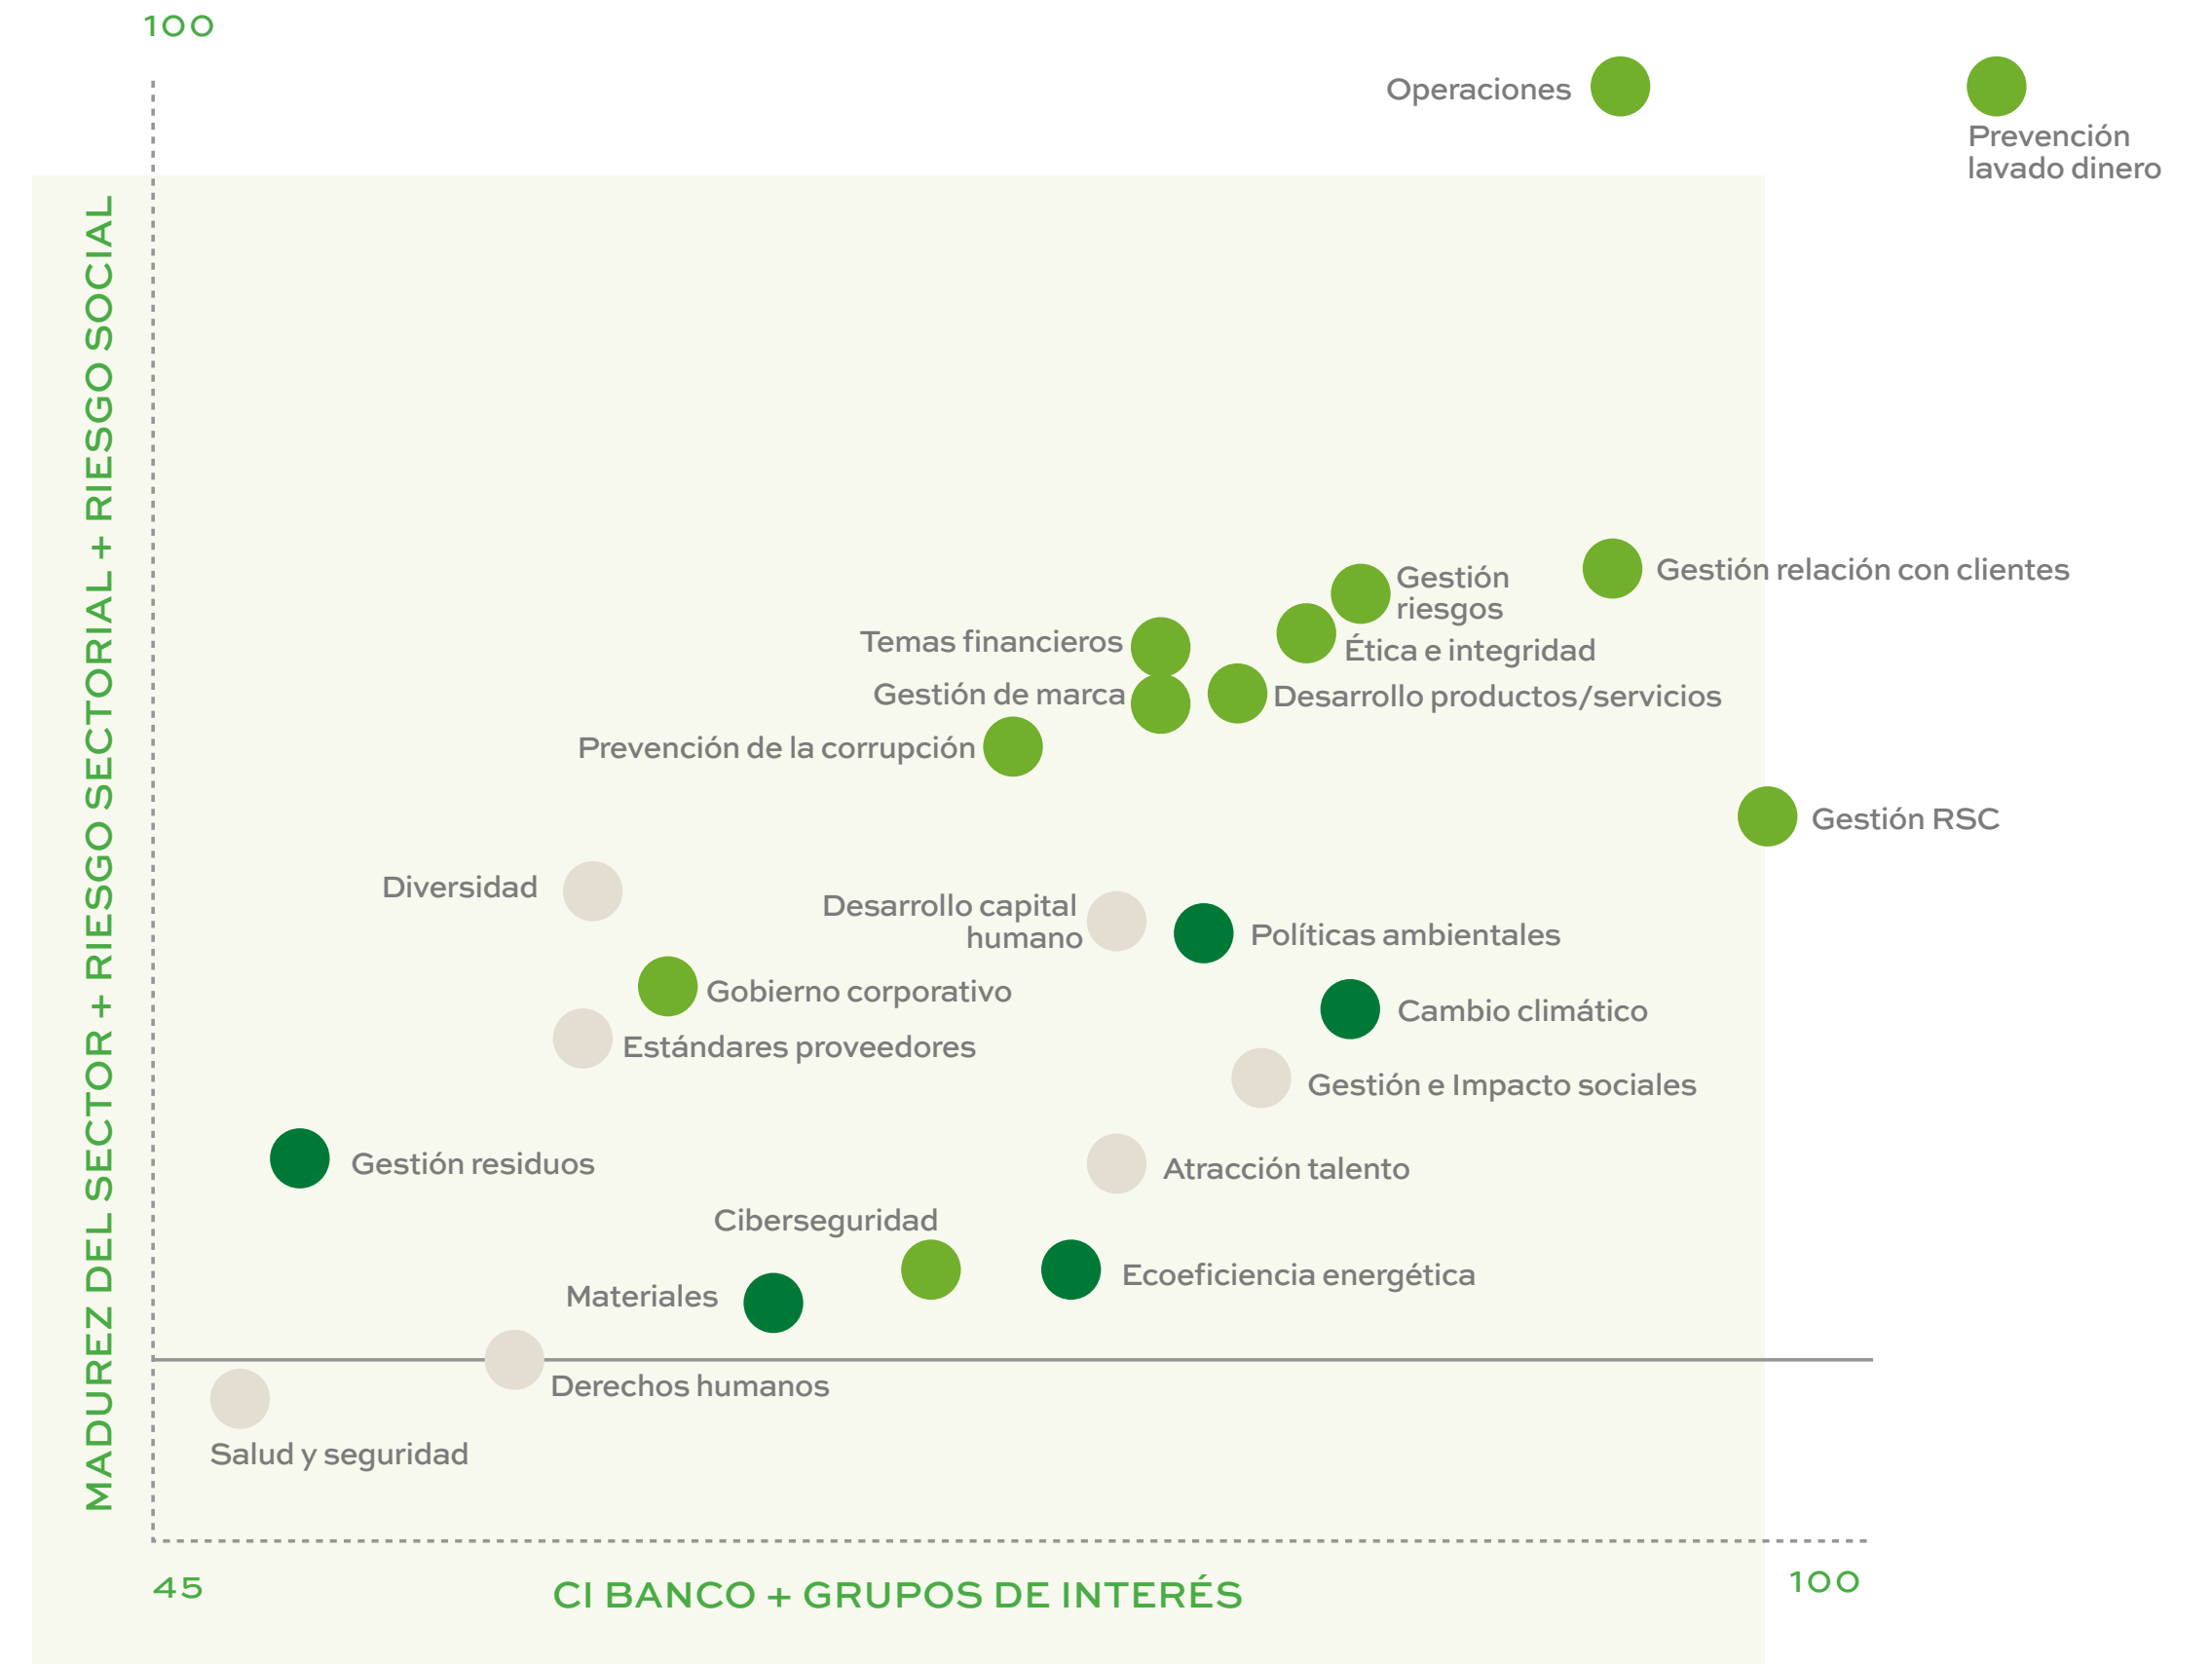 100
Operaciones
Prevención
lavado dinero
MADUREZ DEL SECTOR + RIESGO SECTORIAL + RIESGO SOCIAL
Gestión relación con clientes
Gestión
riesgos
Temas financieros
Ética e integridad
Gestión de marca
Desarrollo productos/servicios
Prevención de la corrupción
Gestión RSC
Diversidad
Desarrollo capital
humano
Políticas ambientales
Gobierno corporativo
Cambio climático
Estándares proveedores
Gestión e Impacto sociales
Gestión residuos
Atracción talento
Ciberseguridad
Ecoeficiencia energética
Materiales
Derechos humanos
Salud y seguridad
45
CI BANCO + GRUPOS DE INTERÉS
100